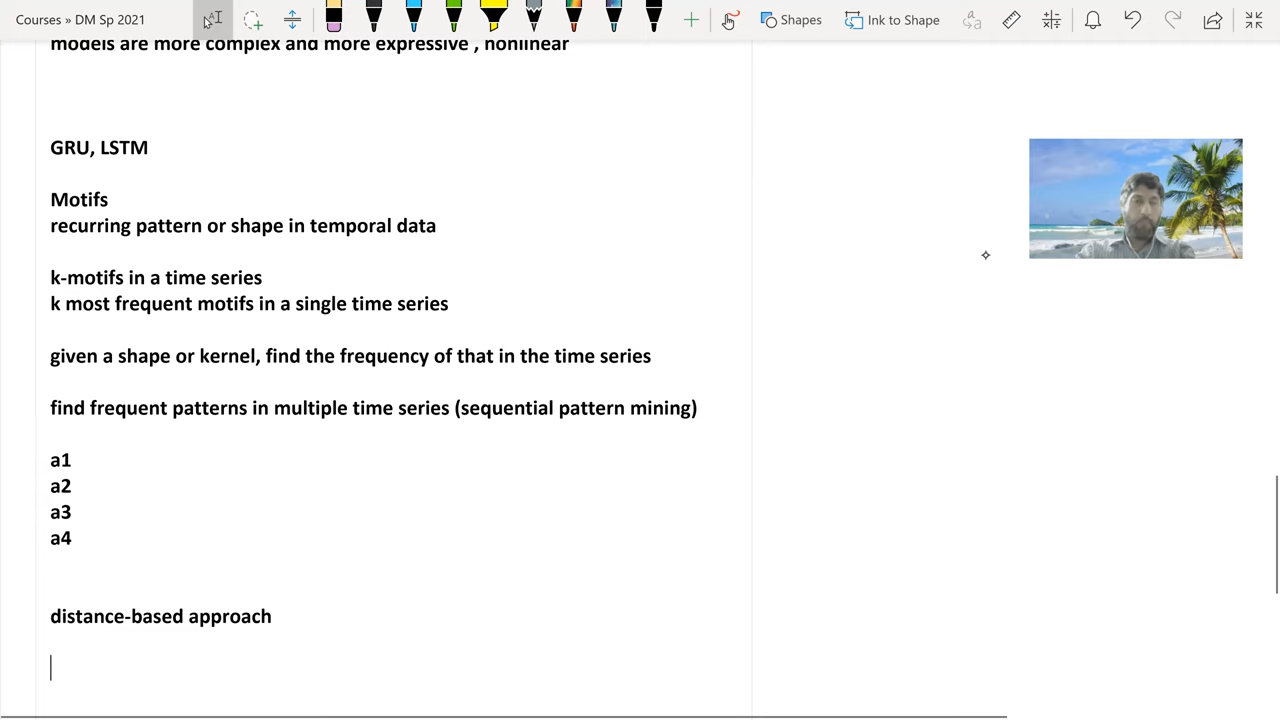 Courses » DM Sp 2021
Shapes
Ink to Shape
models are more complex and more expressive , nonlinear
GRU, LSTM
Motifs
recurring pattern or shape in temporal data
k-motifs in a time series
k most frequent motifs in a single time series
given a shape or kernel, find the frequency of that in the time series
find frequent patterns in multiple time series (sequential pattern mining)
a1
a2
a3
a4
distance-based approach